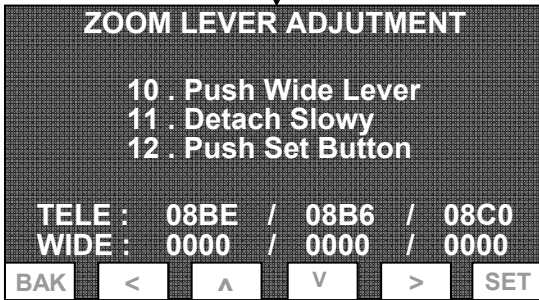 ZOOM LEVER ADJUTMENT
10 . Push Wide Lever
11 . Detach Slowy
12 . Push Set Button
TELE : 08BE / 08B6 / 08C0
WIDE : 0000 / 0000 / 0000
BAK < ʌ V > SET